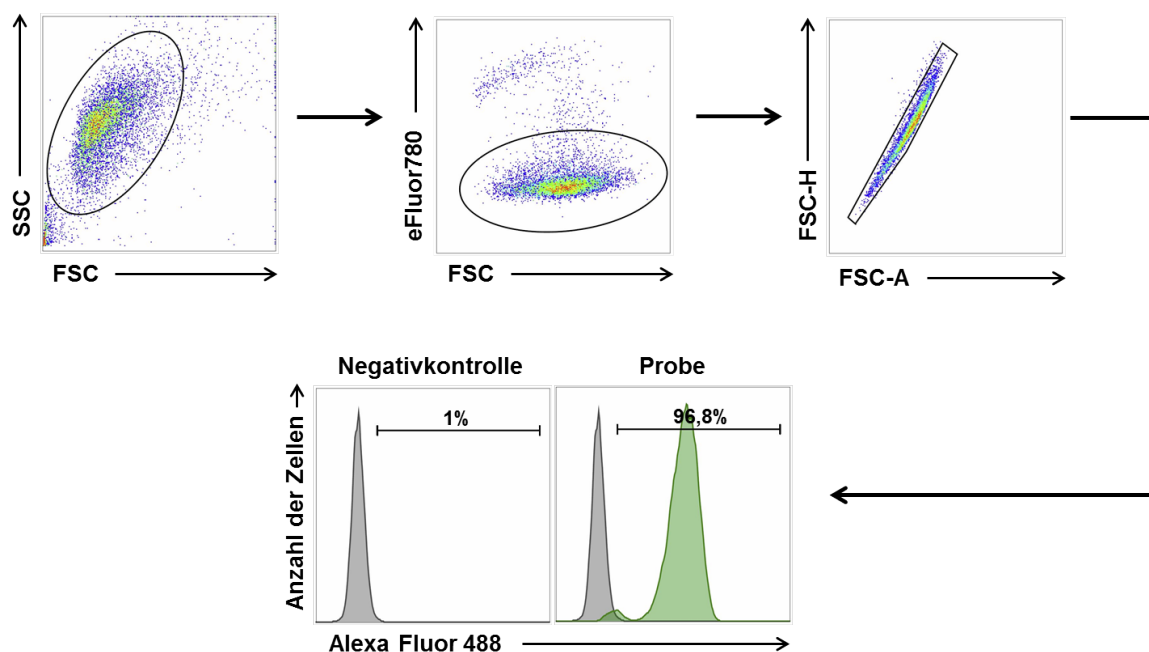 SSC
FSC
eFluor780
FSC
FSC-H
FSC-A
Negativkontrolle
Probe
Anzahl der Zellen
1%
96,8%
Alexa Fluor 488